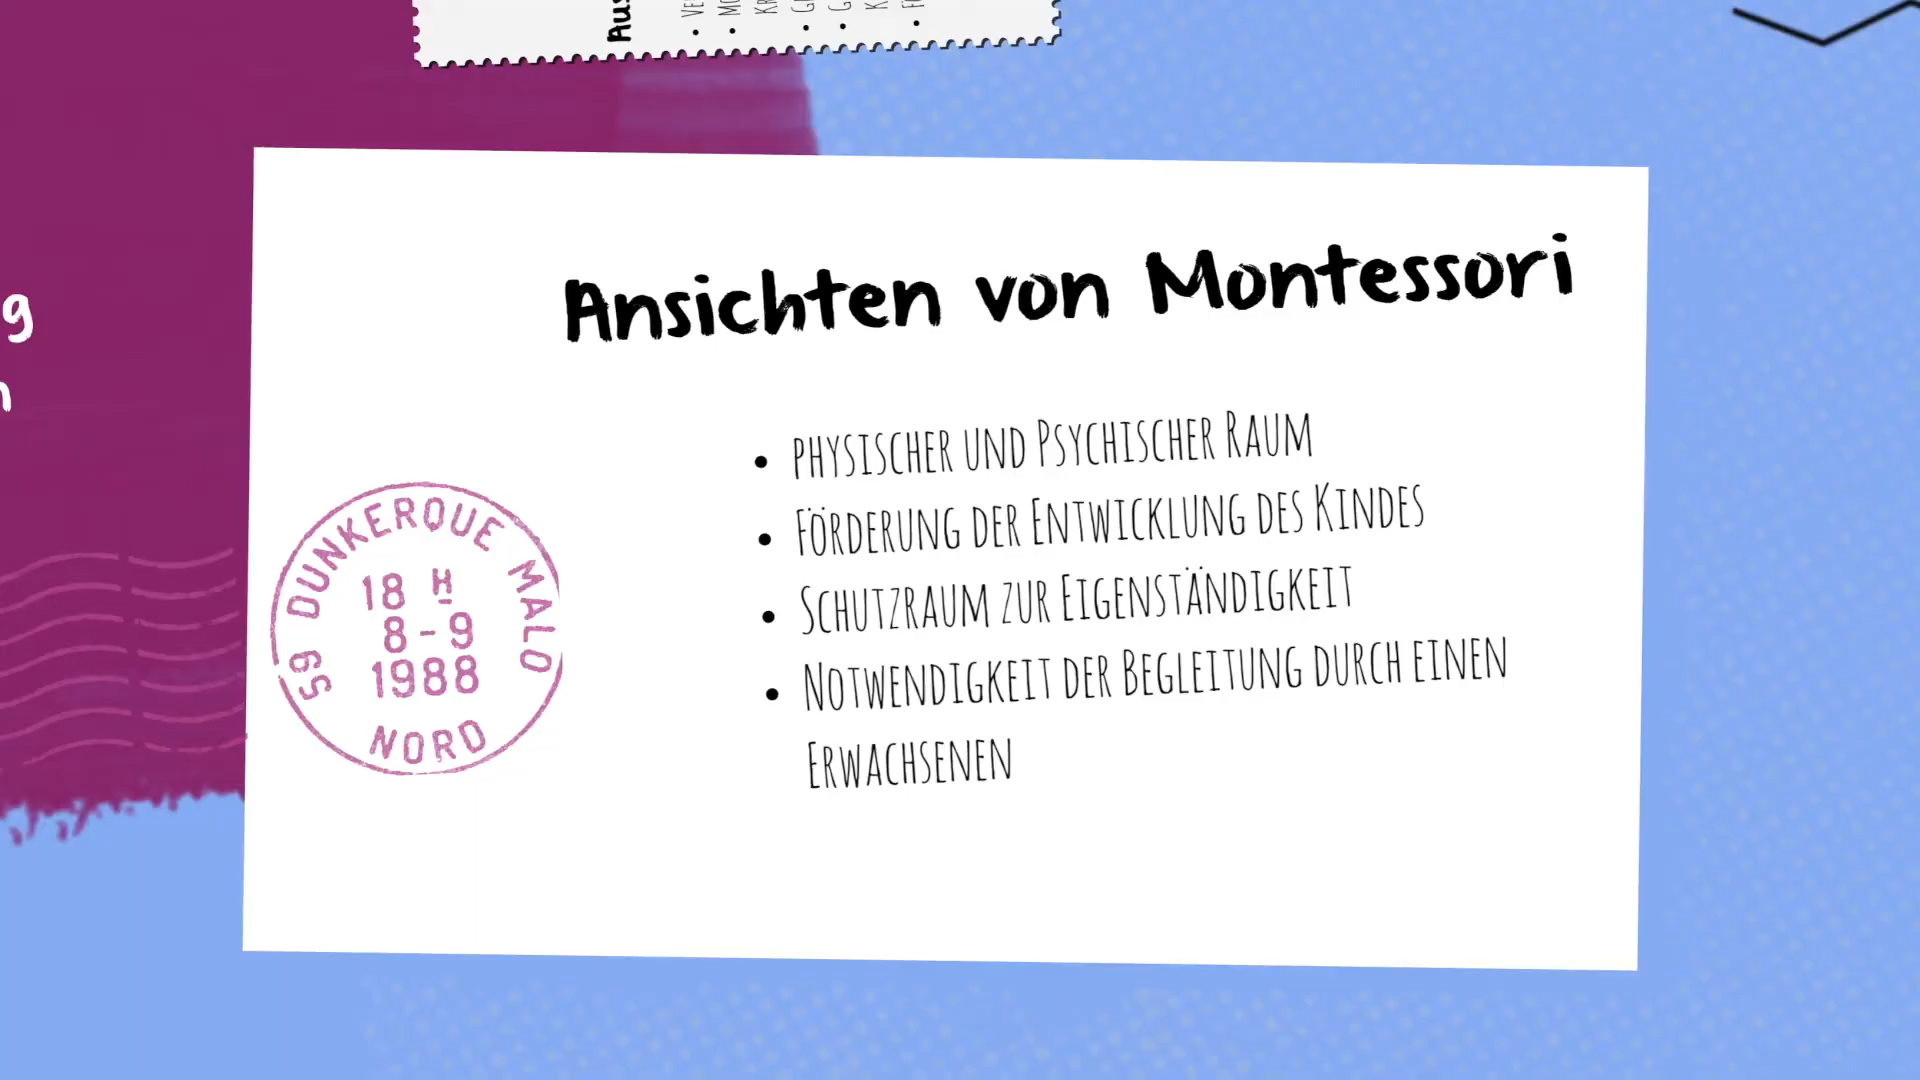 Aus
g
n
Ansichten von Montessori
• physischer und Psychischer Raum
• Förderung der Entwicklung des Kindes
• Schutzraum zur Eigenständigkeit
• Notwendigkeit der Begleitung durch einen
Erwachsenen
59 DUNKERQUE MALO
18 H
8-9
1988
NORD